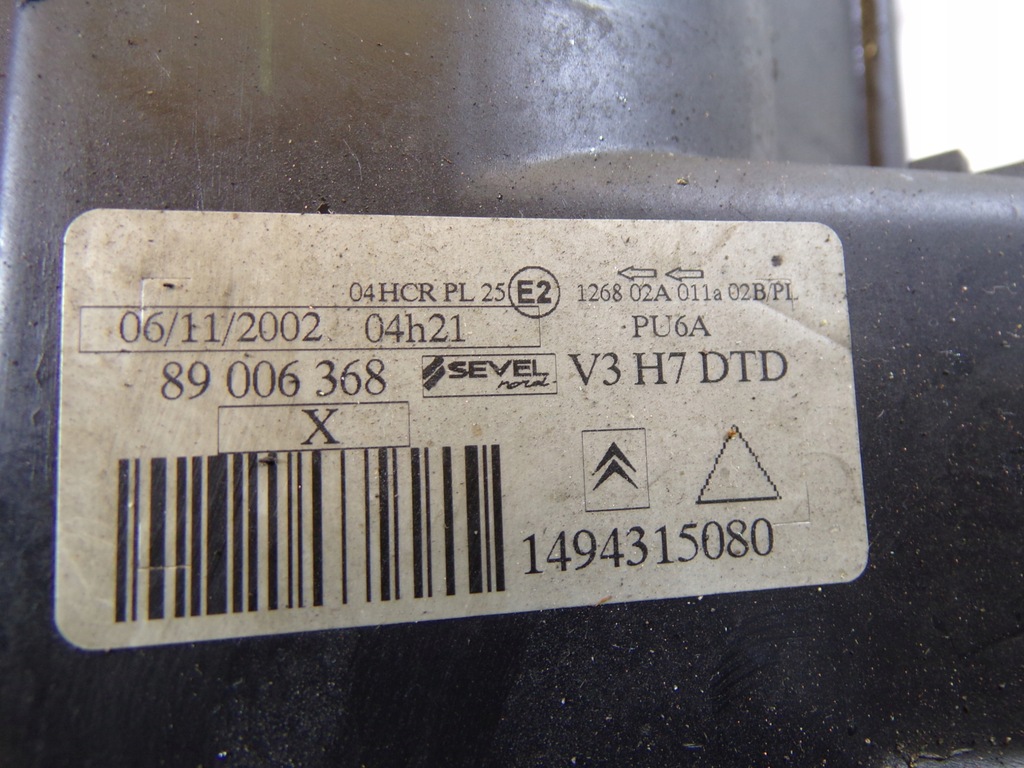 04HCR PL 25 E2 1268 02A 011a 02B/PL
06/11/2002 04h21 PU6A
89 006 368 SEVEL nord V3 H7 DTD
X
1494315080